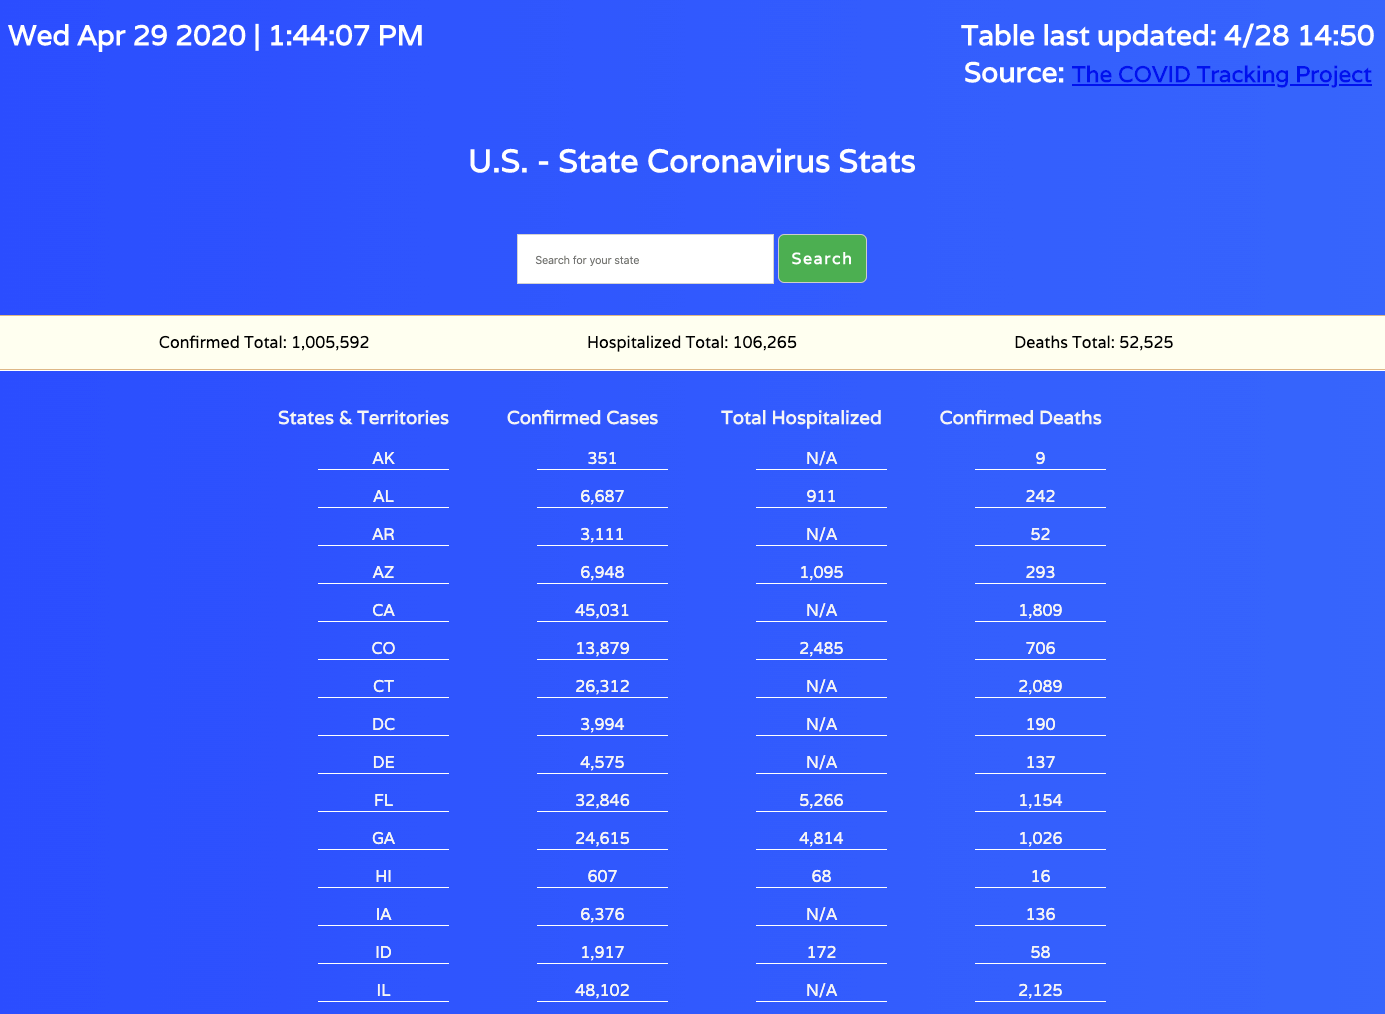 Wed Apr 29 2020 | 1:44:07 PM
Table last updated: 4/28 14:50
Source: The COVID Tracking Project
U.S. - State Coronavirus Stats
Search for your state Search
Confirmed Total: 1,005,592 Hospitalized Total: 106,265 Deaths Total: 52,525
States & Territories Confirmed Cases Total Hospitalized Confirmed Deaths
AK 351 N/A 9
AL 6,687 911 242
AR 3,111 N/A 52
AZ 6,948 1,095 293
CA 45,031 N/A 1,809
CO 13,879 2,485 706
CT 26,312 N/A 2,089
DC 3,994 N/A 190
DE 4,575 N/A 137
FL 32,846 5,266 1,154
GA 24,615 4,814 1,026
HI 607 68 16
IA 6,376 N/A 136
ID 1,917 172 58
IL 48,102 N/A 2,125